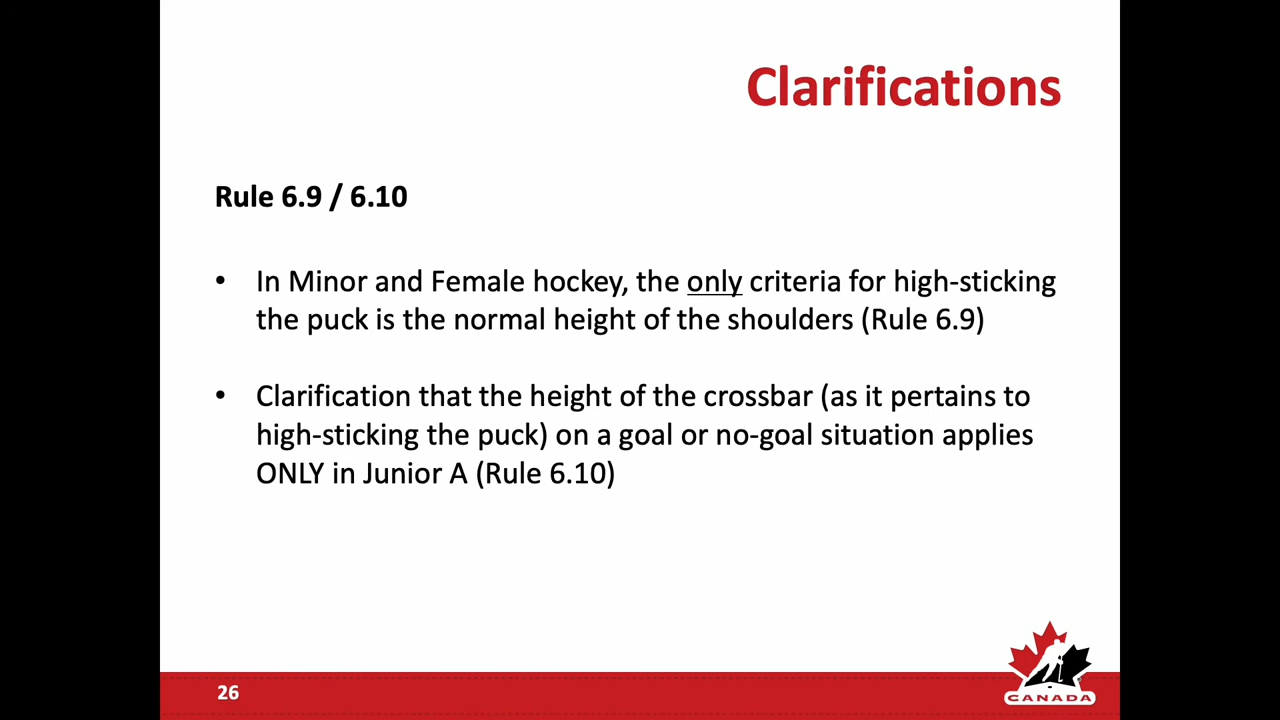 Clarifications
Rule 6.9 / 6.10
• In Minor and Female hockey, the only criteria for high-sticking
the puck is the normal height of the shoulders (Rule 6.9)
• Clarification that the height of the crossbar (as it pertains to
high-sticking the puck) on a goal or no-goal situation applies
ONLY in Junior A (Rule 6.10)
26
CANADA